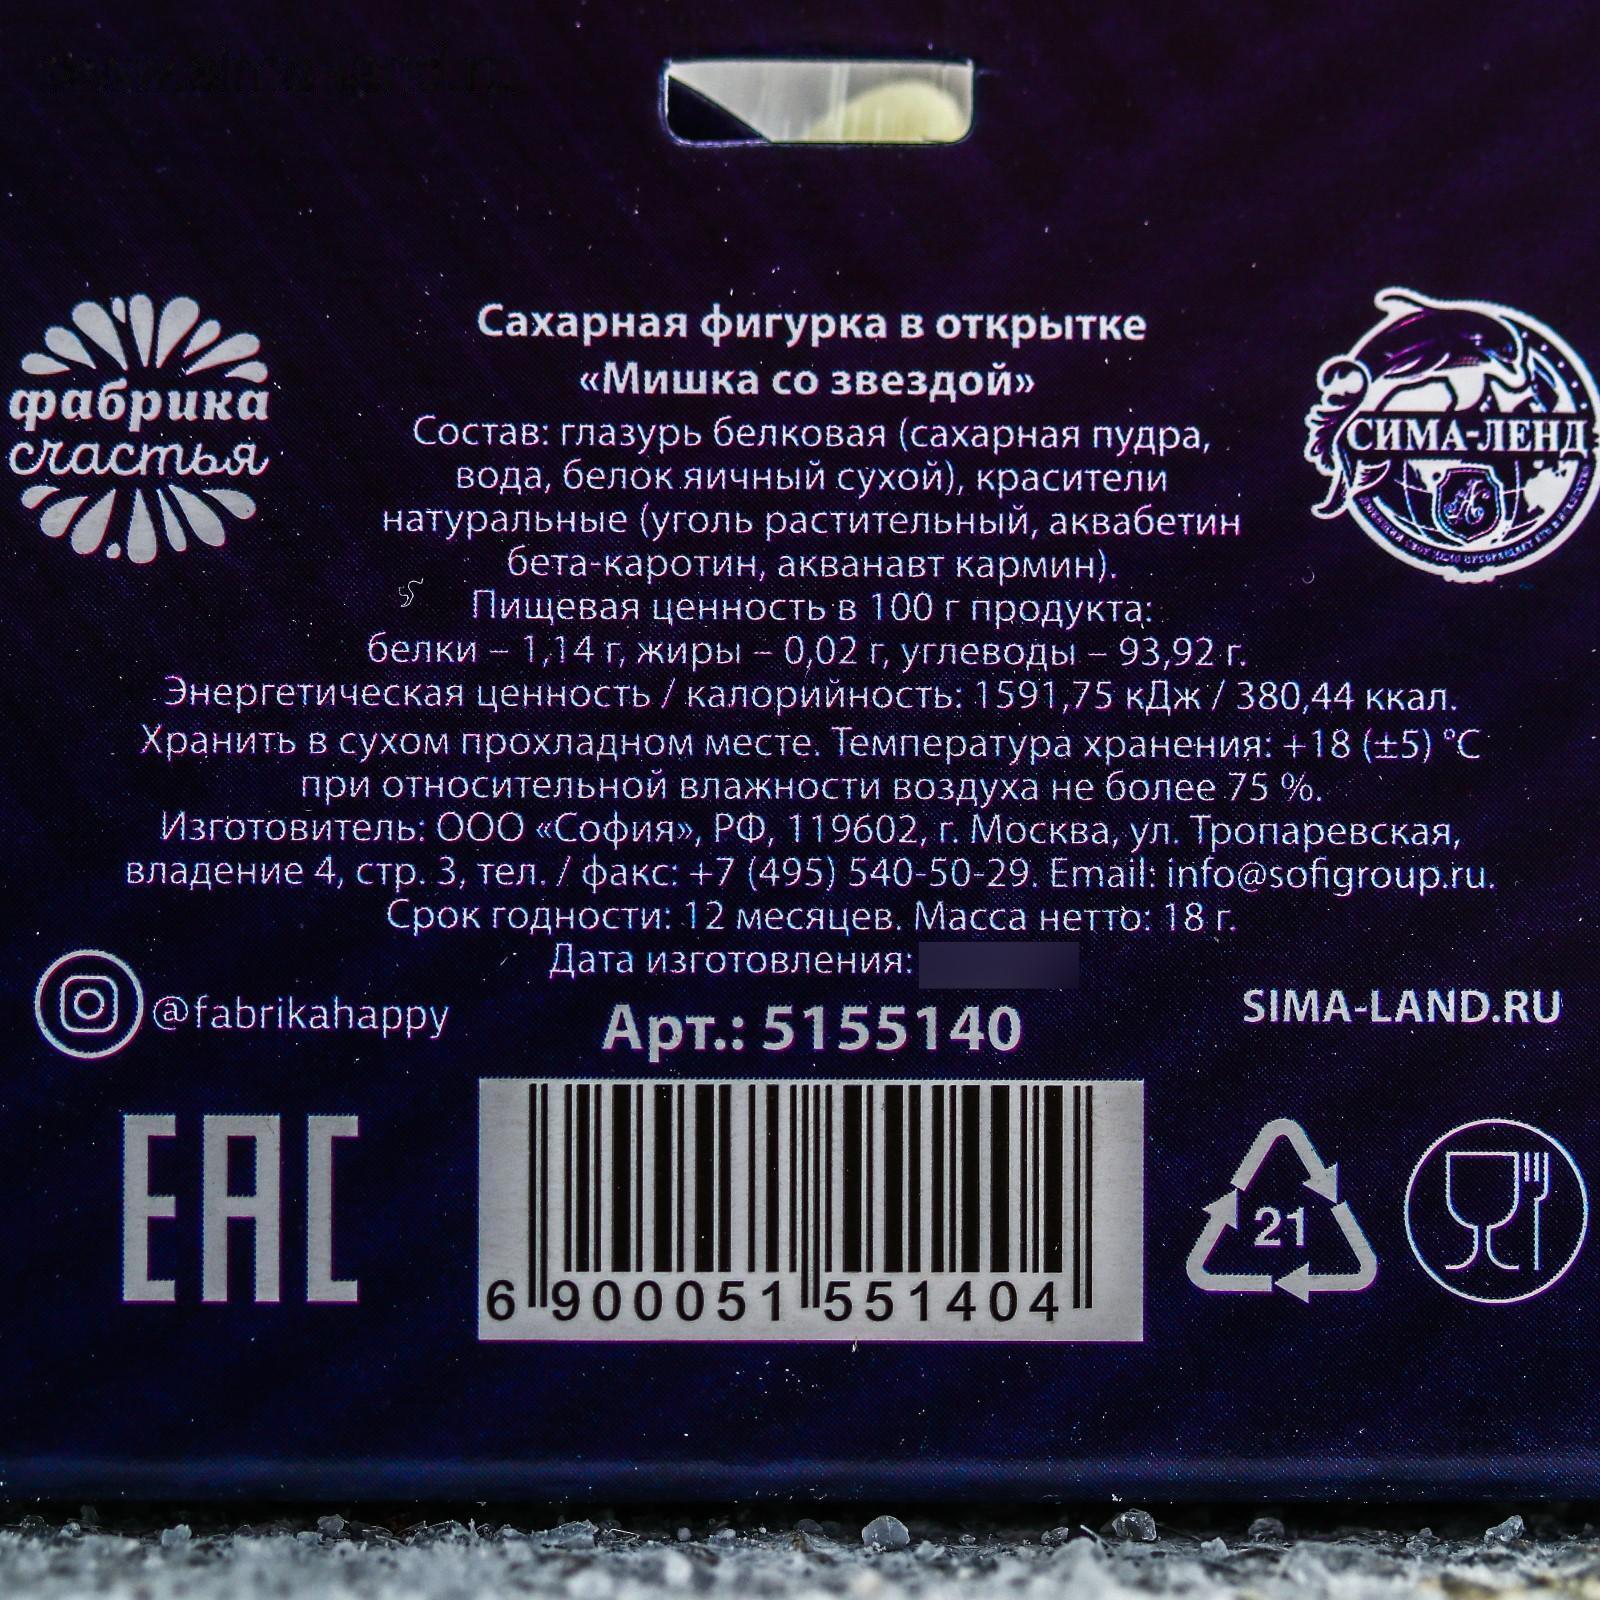 Сахарная фигурка в открытке
«Мишка со звездой»
фабрика
счастья
СИМА-ЛЕНД
Состав: глазурь белковая (сахарная пудра,
вода, белок яичный сухой), красители
натуральные (уголь растительный, аквабетин
бета-каротин, акванавт кармин).
Пищевая ценность в 100 г продукта:
белки – 1,14 г, жиры – 0,02 г, углеводы – 93,92 г.
Энергетическая ценность / калорийность: 1591,75 кДж / 380,44 ккал.
Хранить в сухом прохладном месте. Температура хранения: +18 (±5) °С
при относительной влажности воздуха не более 75 %.
Изготовитель: ООО «София», РФ, 119602, г. Москва, ул. Тропаревская,
владение 4, стр. 3, тел. / факс: +7 (495) 540-50-29. Email: info@sofigroup.ru.
Срок годности: 12 месяцев. Масса нетто: 18 г.
Дата изготовления:
@fabrikahappy
Арт.: 5155140
SIMA-LAND.RU
EAC
6 900051 551404
21